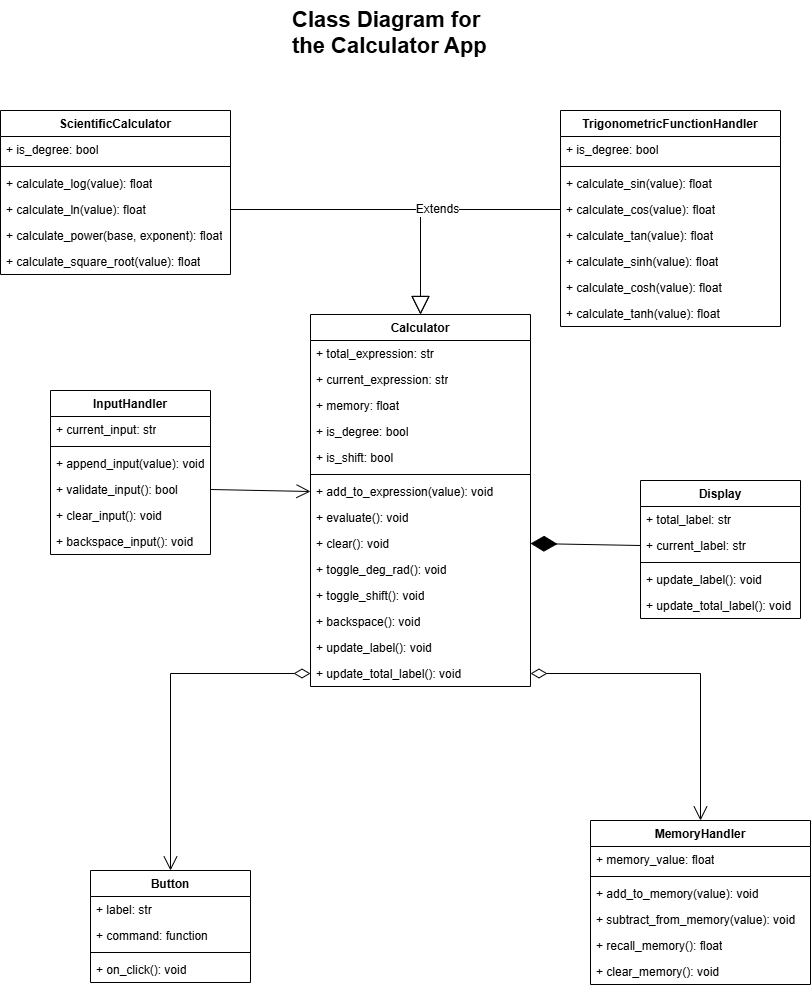 Class Diagram for
the Calculator App
ScientificCalculator
+ is_degree: bool
+ calculate_log(value): float
+ calculate_ln(value): float
+ calculate_power(base, exponent): float
+ calculate_square_root(value): float
TrigonometricFunctionHandler
+ is_degree: bool
+ calculate_sin(value): float
+ calculate_cos(value): float
+ calculate_tan(value): float
+ calculate_sinh(value): float
+ calculate_cosh(value): float
+ calculate_tanh(value): float
Extends
Calculator
+ total_expression: str
+ current_expression: str
+ memory: float
+ is_degree: bool
+ is_shift: bool
+ add_to_expression(value): void
+ evaluate(): void
+ clear(): void
+ toggle_deg_rad(): void
+ toggle_shift(): void
+ backspace(): void
+ update_label(): void
+ update_total_label(): void
InputHandler
+ current_input: str
+ append_input(value): void
+ validate_input(): bool
+ clear_input(): void
+ backspace_input(): void
Display
+ total_label: str
+ current_label: str
+ update_label(): void
+ update_total_label(): void
Button
+ label: str
+ command: function
+ on_click(): void
MemoryHandler
+ memory_value: float
+ add_to_memory(value): void
+ subtract_from_memory(value): void
+ recall_memory(): float
+ clear_memory(): void